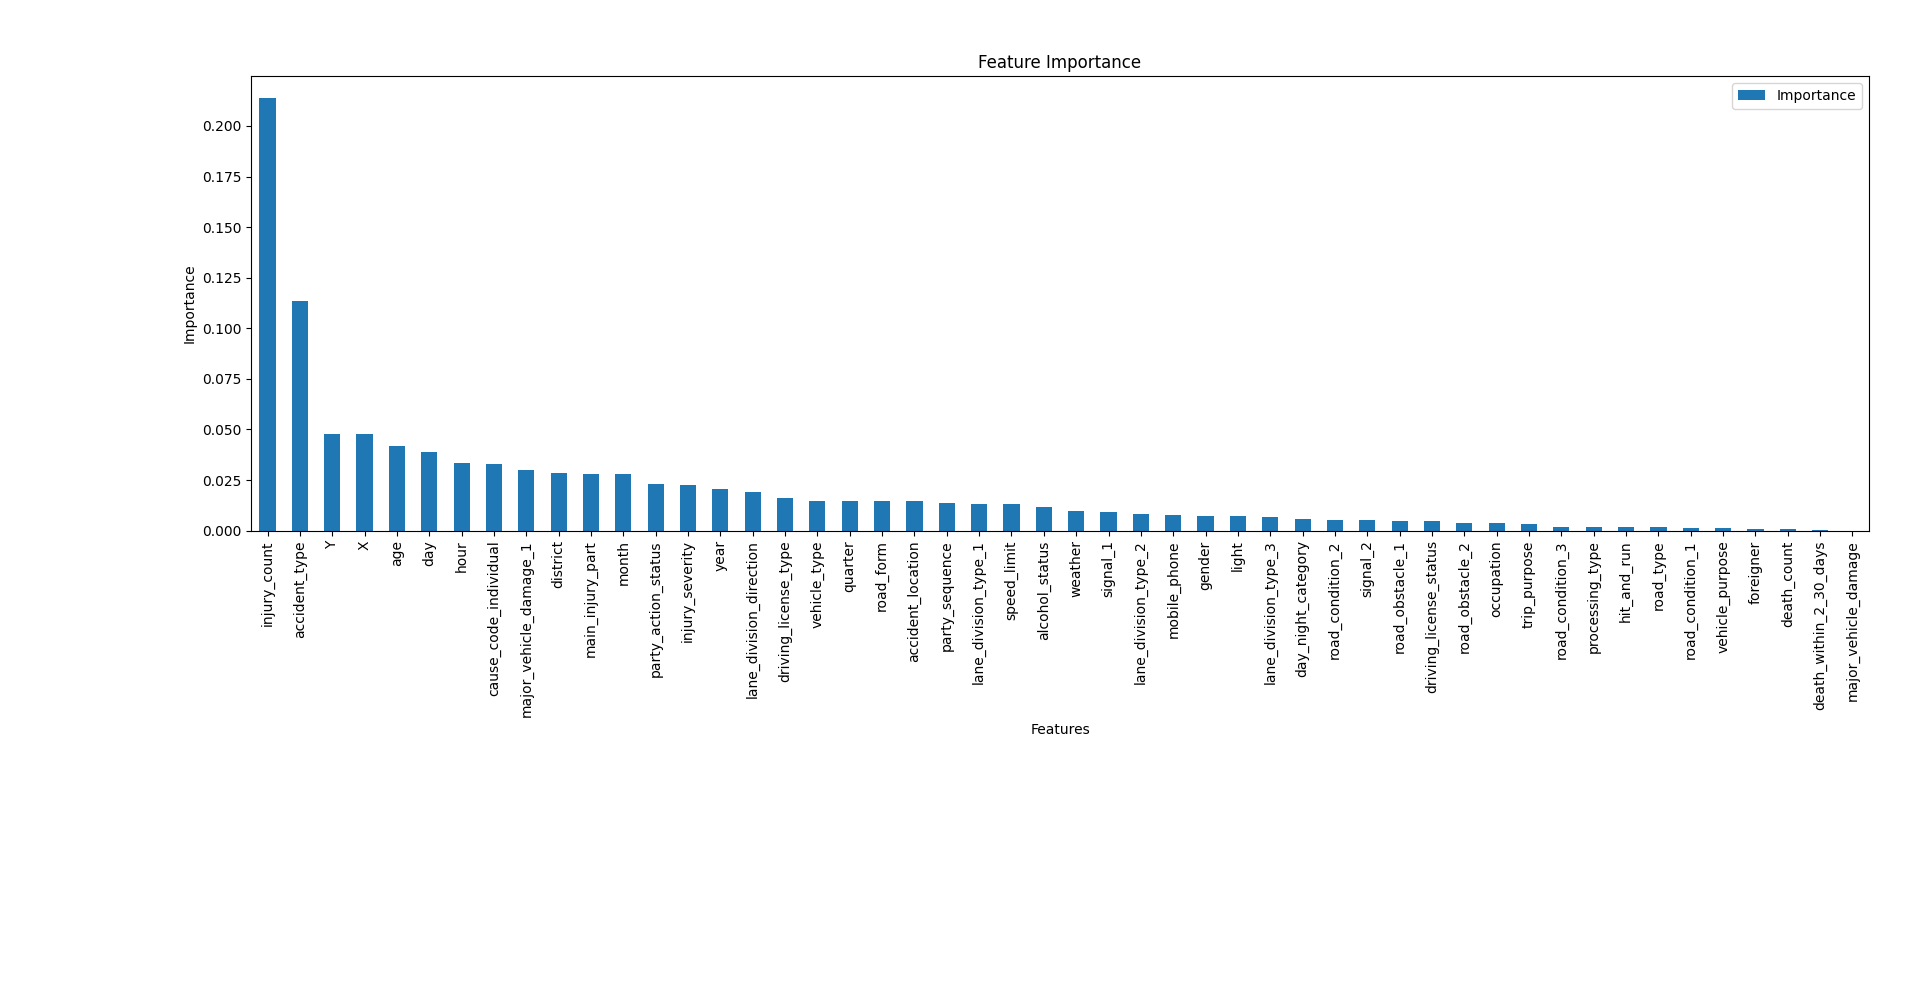 Feature Importance
Importance
0.200
0.175
0.150
0.125
0.100
0.075
0.050
0.025
0.000
Importance
injury_count
accident_type
Y
X
age
day
hour
cause_code_individual
major_vehicle_damage_1
district
main_injury_part
month
party_action_status
injury_severity
year
lane_division_direction
driving_license_type
vehicle_type
quarter
road_form
accident_location
party_sequence
lane_division_type_1
speed_limit
alcohol_status
weather
signal_1
lane_division_type_2
mobile_phone
gender
light
lane_division_type_3
day_night_category
road_condition_2
signal_2
road_obstacle_1
driving_license_status
road_obstacle_2
occupation
trip_purpose
road_condition_3
processing_type
hit_and_run
road_type
road_condition_1
vehicle_purpose
foreigner
death_count
death_within_2_30_days
major_vehicle_damage
Features